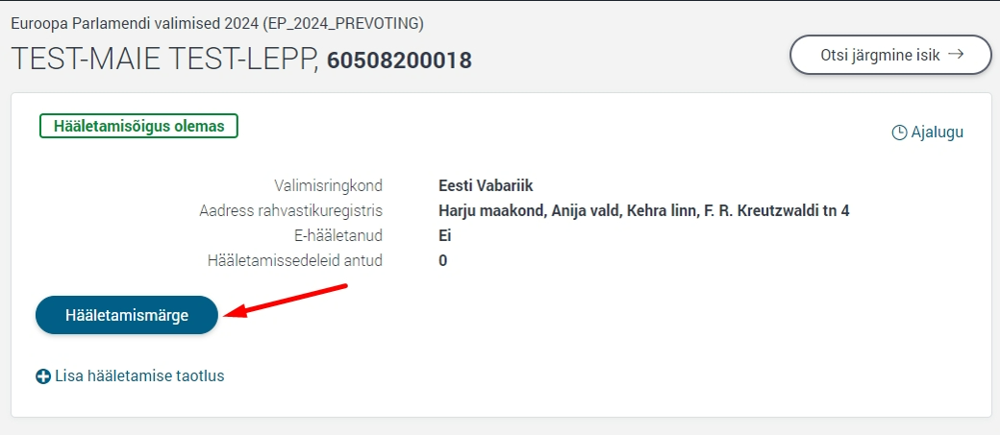 Euroopa Parlamendi valimised 2024 (EP_2024_PREVOTING)
TEST-MAIE TEST-LEPP, 60508200018
Otsi järgmine isik →
Hääletamisõigus olemas
Ajalugu
Valimisringkond Eesti Vabariik
Aadress rahvastikuregistris Harju maakond, Anija vald, Kehra linn, F. R. Kreutzwaldi tn 4
E-hääletanud Ei
Hääletamissedeleid antud 0
Hääletamismärge
Lisa hääletamise taotlus